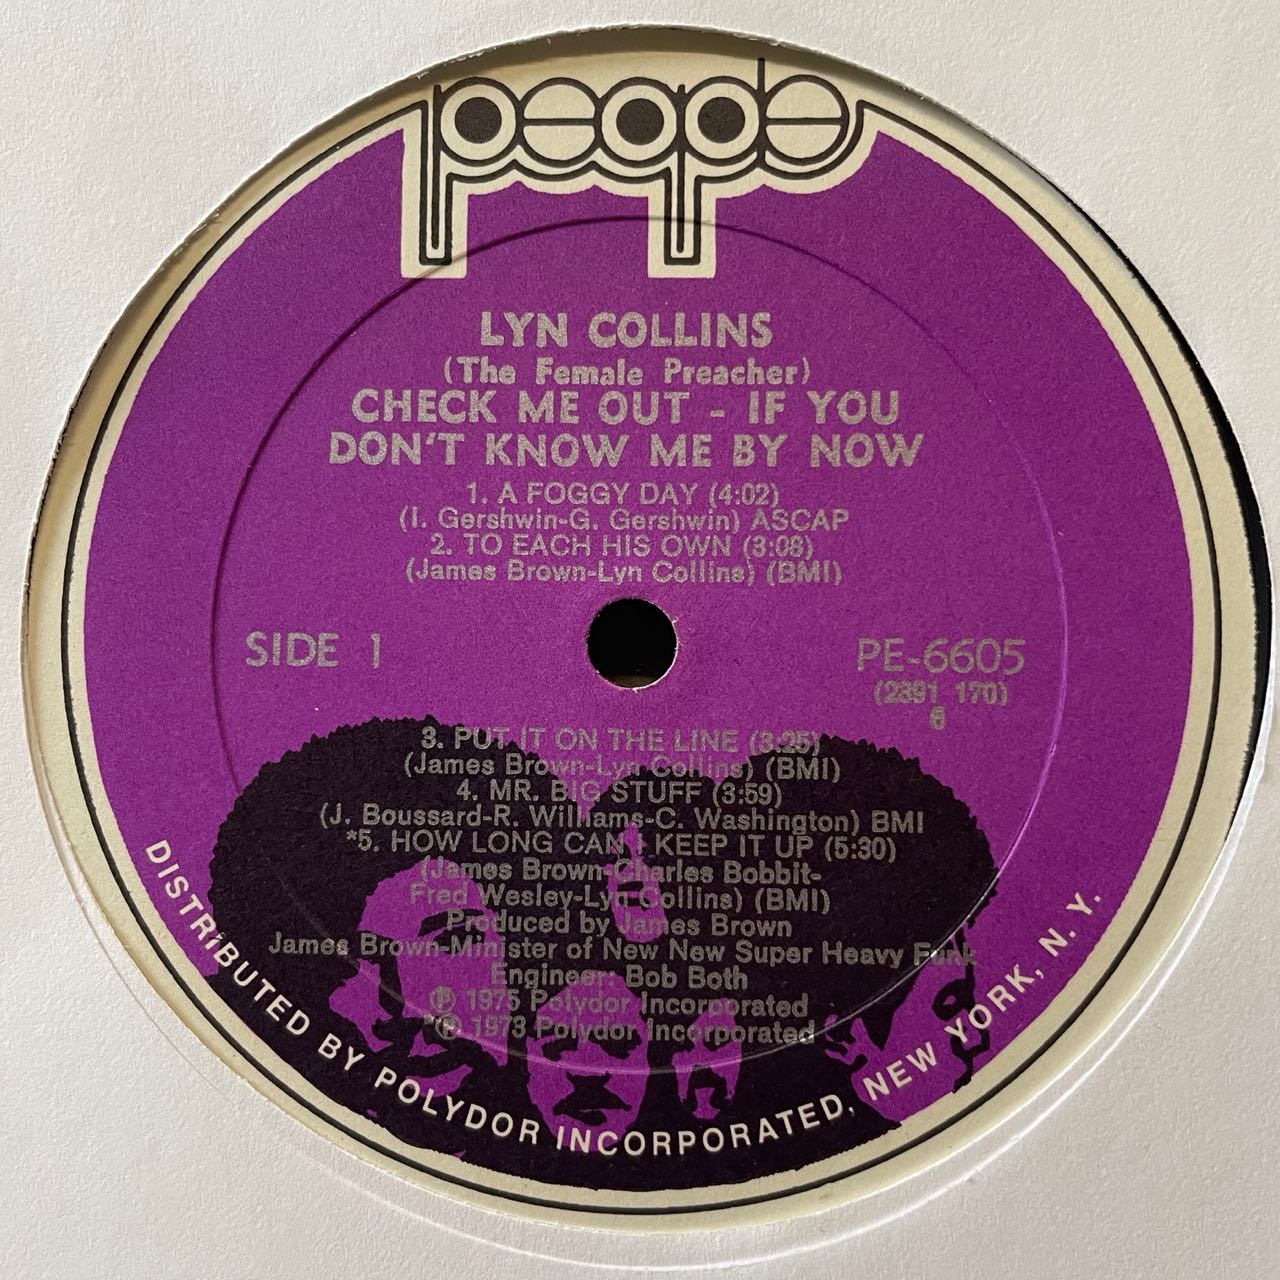 people
LYN COLLINS
(The Female Preacher)
CHECK ME OUT - IF YOU
DON'T KNOW ME BY NOW
1. A FOGGY DAY (4:02)
(I. Gershwin-G. Gershwin) ASCAP
2. TO EACH HIS OWN (3:08)
(James Brown-Lyn Collins) (BMI)
SIDE 1
PE-6605
(2391 170)
6
3. PUT IT ON THE LINE (3:25)
(James Brown-Lyn Collins) (BMI)
4. MR. BIG STUFF (3:59)
(J. Boussard-R. Williams-C. Washington) BMI
*5. HOW LONG CAN I KEEP IT UP (5:30)
(James Brown-Charles Bobbit-
Fred Wesley-Lyn Collins) (BMI)
Produced by James Brown
James Brown-Minister of New New Super Heavy Funk
Engineer: Bob Both
℗ 1975 Polydor Incorporated
*℗ 1973 Polydor Incorporated
DISTRIBUTED BY POLYDOR INCORPORATED, NEW YORK, N. Y.